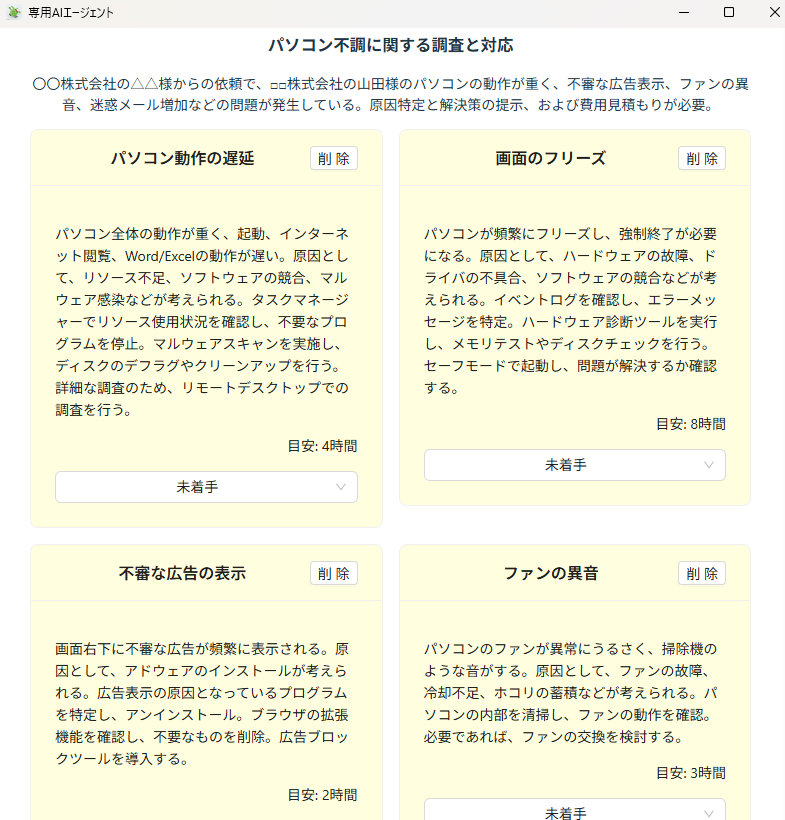 専用AIエージェント
パソコン不調に関する調査と対応
〇〇株式会社の△△様からの依頼で、□□株式会社の山田様のパソコンの動作が重く、不審な広告表示、ファンの異
音、迷惑メール増加などの問題が発生している。原因特定と解決策の提示、および費用見積もりが必要。
パソコン動作の遅延
削 除
パソコン全体の動作が重く、起動、インターネ
ット閲覧、Word/Excelの動作が遅い。原因とし
て、リソース不足、ソフトウェアの競合、マル
ウェア感染などが考えられる。タスクマネージ
ャーでリソース使用状況を確認し、不要なプロ
グラムを停止。マルウェアスキャンを実施し、
ディスクのデフラグやクリーンアップを行う。
詳細な調査のため、リモートデスクトップでの
調査を行う。
目安: 4時間
未着手
画面のフリーズ
削 除
パソコンが頻繁にフリーズし、強制終了が必要
になる。原因として、ハードウェアの故障、ド
ライバの不具合、ソフトウェアの競合などが考
えられる。イベントログを確認し、エラーメッ
セージを特定。ハードウェア診断ツールを実行
し、メモリテストやディスクチェックを行う。
セーフモードで起動し、問題が解決するか確認
する。
目安: 8時間
未着手
不審な広告の表示
削 除
画面右下に不審な広告が頻繁に表示される。原
因として、アドウェアのインストールが考えら
れる。広告表示の原因となっているプログラム
を特定し、アンインストール。ブラウザの拡張
機能を確認し、不要なものを削除。広告ブロッ
クツールを導入する。
目安: 2時間
ファンの異音
削 除
パソコンのファンが異常にうるさく、掃除機の
ような音がする。原因として、ファンの故障、
冷却不足、ホコリの蓄積などが考えられる。パ
ソコンの内部を清掃し、ファンの動作を確認。
必要であれば、ファンの交換を検討する。
目安: 3時間
未着手